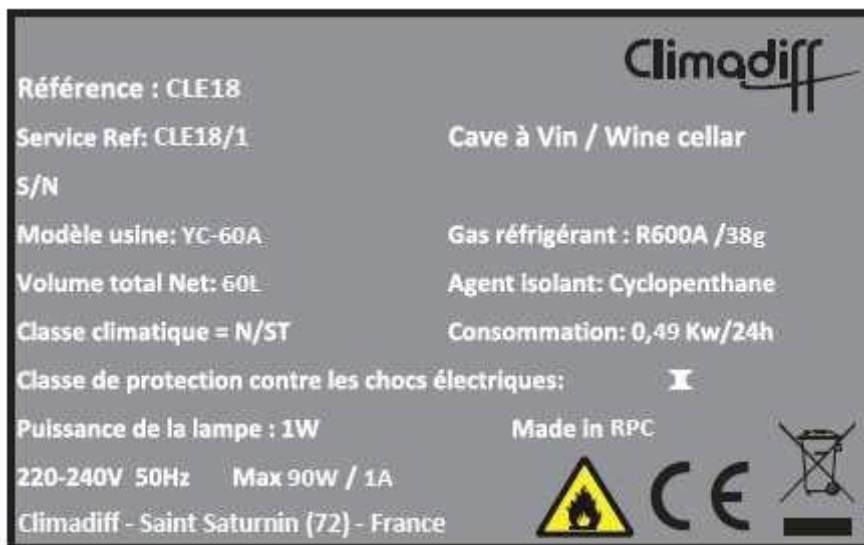 Climadiff
Référence : CLE18
Service Ref: CLE18/1 Cave à Vin / Wine cellar
S/N
Modèle usine: YC-60A Gas réfrigérant : R600A /38g
Volume total Net: 60L Agent isolant: Cyclopenthane
Classe climatique = N/ST Consommation: 0,49 Kw/24h
Classe de protection contre les chocs électriques: I
Puissance de la lampe : 1W Made in RPC
220-240V 50Hz Max 90W / 1A
Climadiff - Saint Saturnin (72) - France
CE